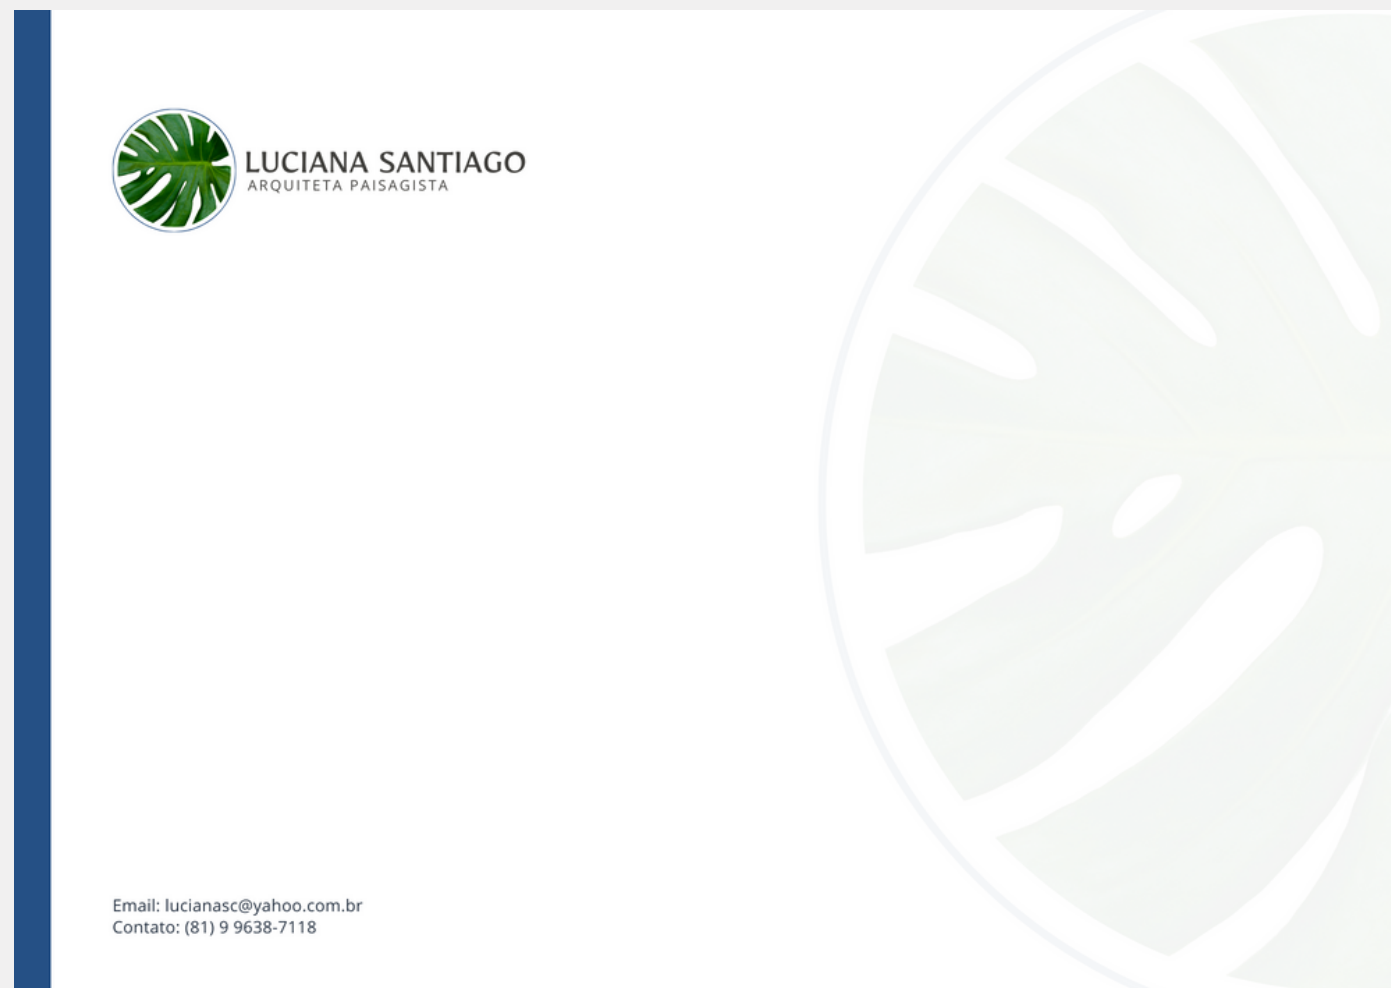 LUCIANA SANTIAGO
ARQUITETA PAISAGISTA
Email: lucianasc@yahoo.com.br
Contato: (81) 9 9638-7118